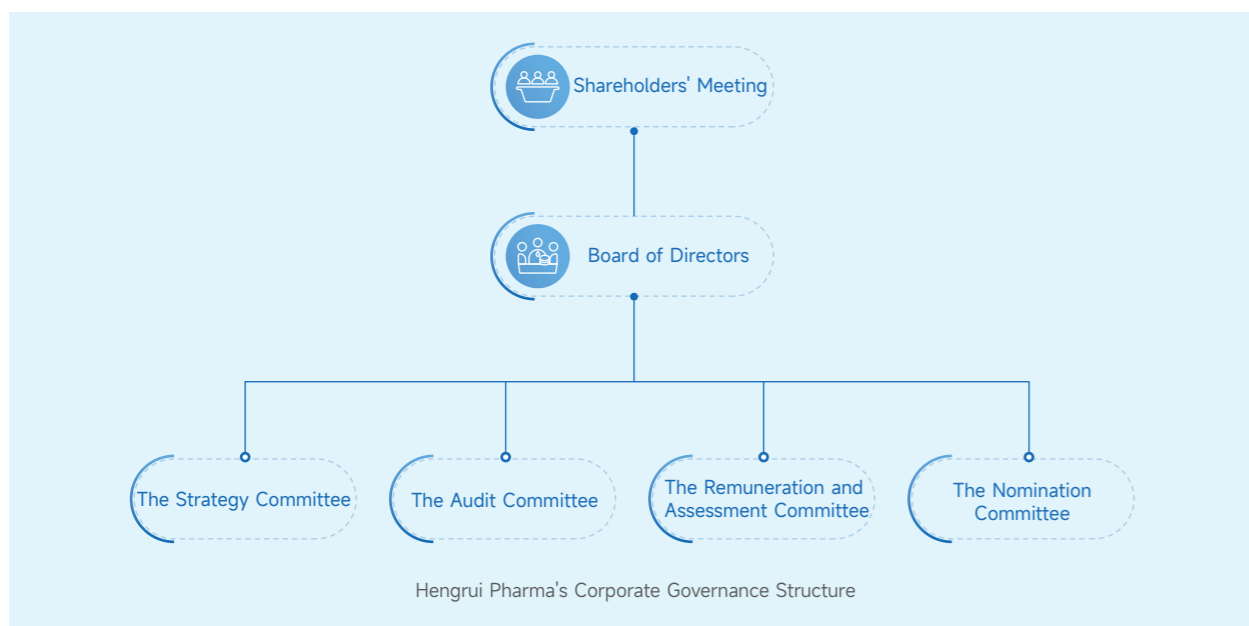 Shareholders' Meeting
Board of Directors
The Strategy Committee
The Audit Committee
The Remuneration and
Assessment Committee
The Nomination
Committee
Hengrui Pharma's Corporate Governance Structure